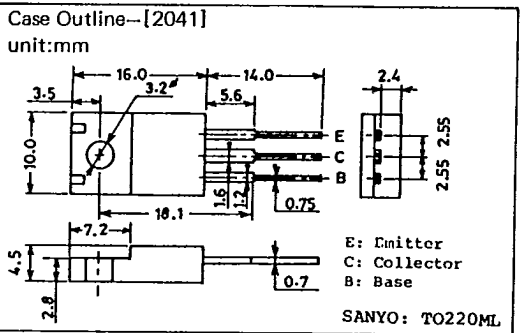 Case Outline—[2041]
unit:mm
16.0
14.0
3.2ø
2.4
3.5
5.6
10.0
E
C
B
2.55
2.55
1.6
1.2
0.75
18.1
7.2
4.5
2.8
0.7
E: Emitter
C: Collector
B: Base
SANYO: TO220ML